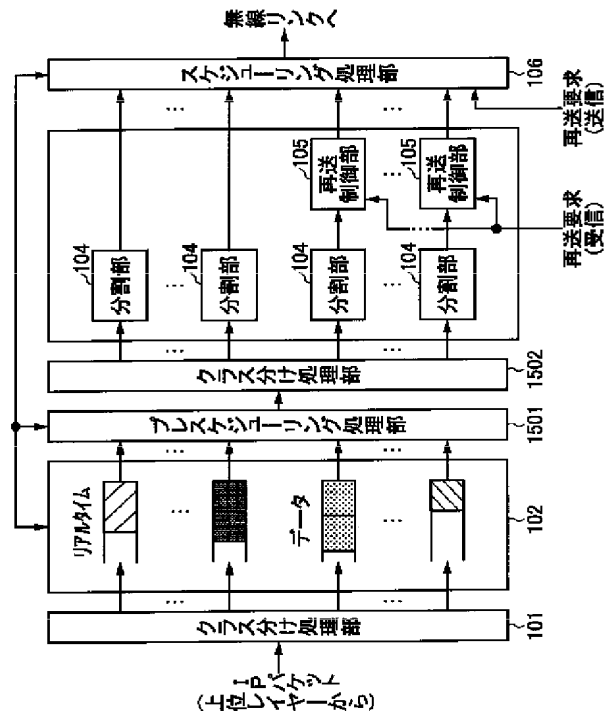 IPパケット
(上位レイヤーから)
クラス分け処理部
101
リアルタイム
データ
102
プレスケジューリング処理部
1501
クラス分け処理部
1502
分割部
104
分割部
104
分割部
104
分割部
104
再送
制御部
105
再送
制御部
105
再送要求
(受信)
スケジューリング処理部
106
再送要求
(送信)
無線リンクへ